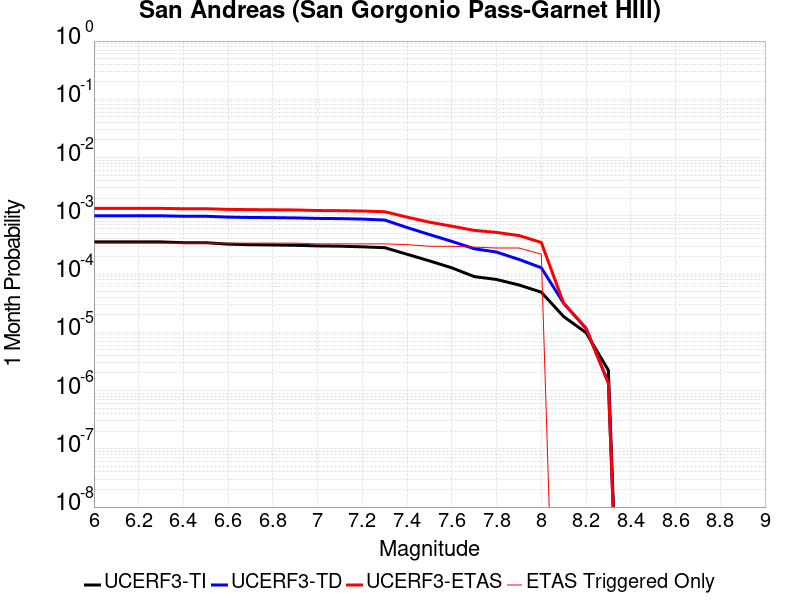 San Andreas (San Gorgonio Pass-Garnet HIll)
10^0
10^-1
10^-2
10^-3
10^-4
10^-5
10^-6
10^-7
10^-8
1 Month Probability
6 6.2 6.4 6.6 6.8 7 7.2 7.4 7.6 7.8 8 8.2 8.4 8.6 8.8 9
Magnitude
UCERF3-TI UCERF3-TD UCERF3-ETAS ETAS Triggered Only